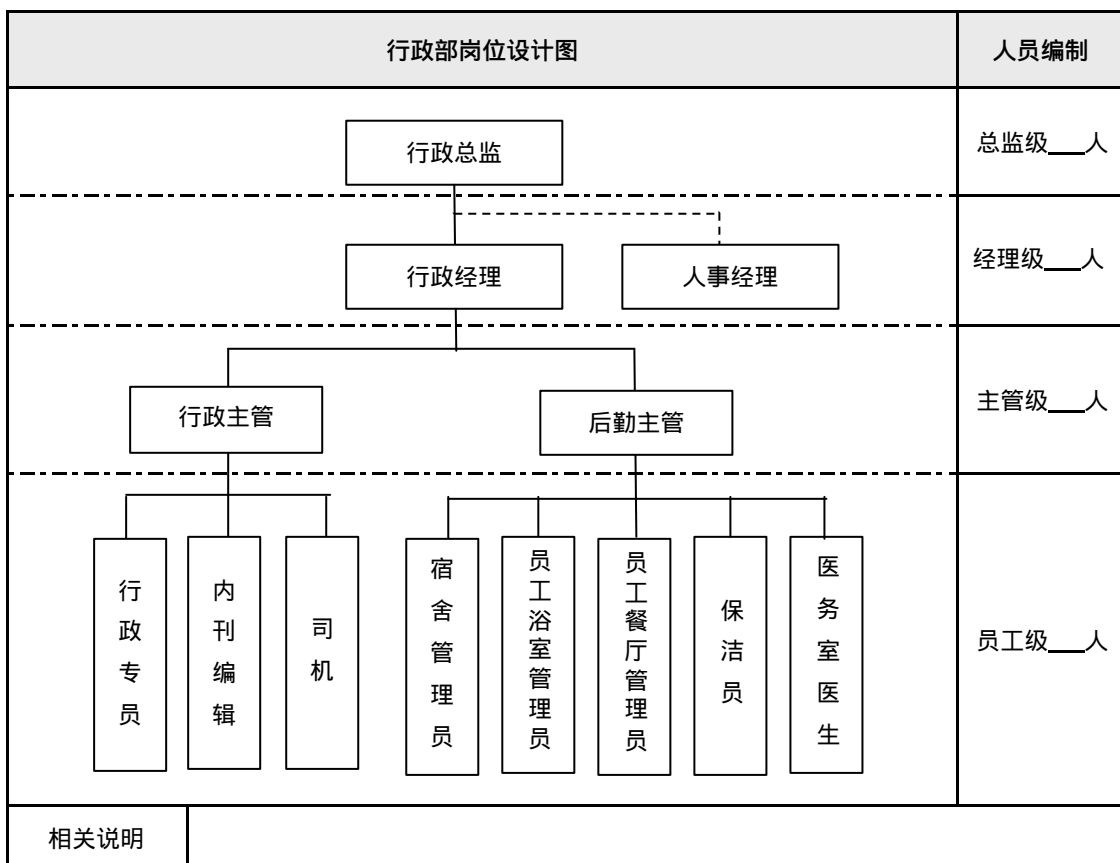 行政部岗位设计图
人员编制
行政总监
总监级___人
行政经理
人事经理
经理级___人
行政主管
后勤主管
主管级___人
行政专员
内刊编辑
司机
宿舍管理员
员工浴室管理员
员工餐厅管理员
保洁员
医务室医生
员工级___人
相关说明